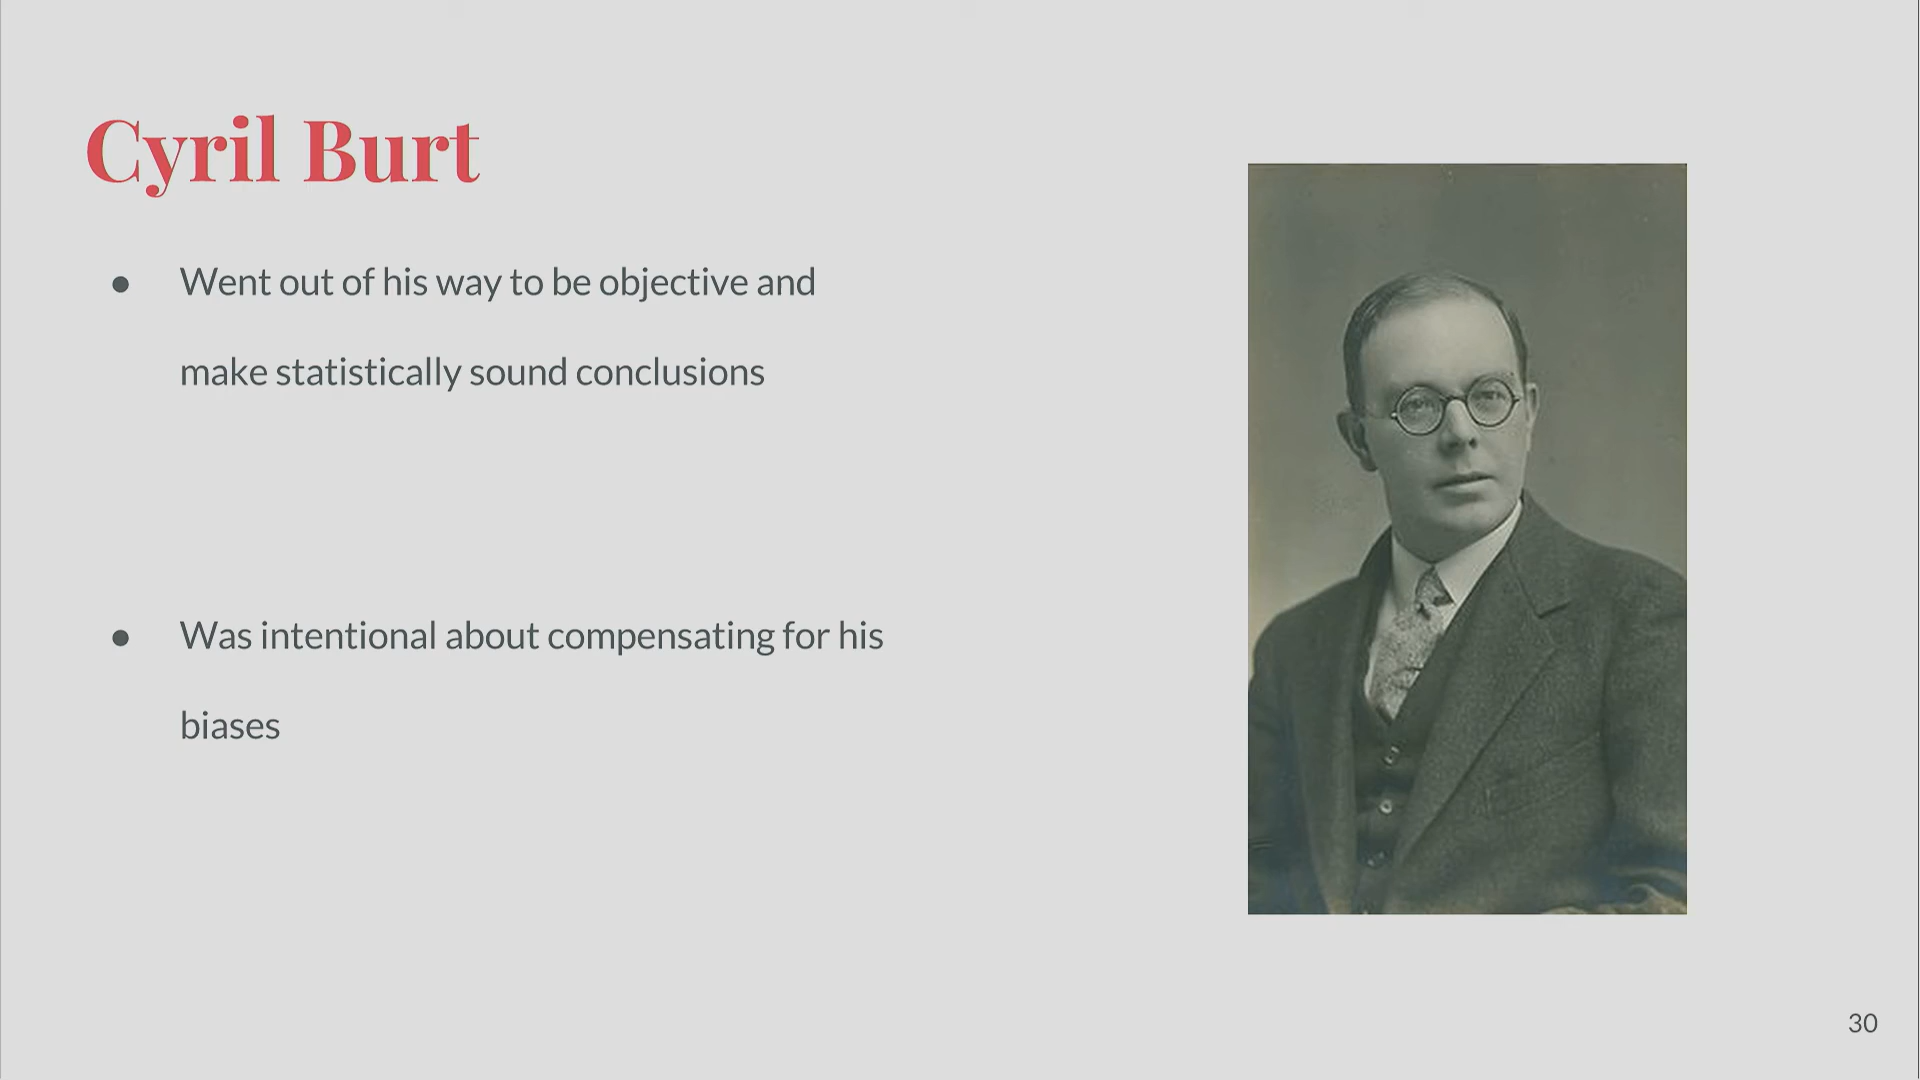 Cyril Burt
● Went out of his way to be objective and
make statistically sound conclusions
● Was intentional about compensating for his
biases
30